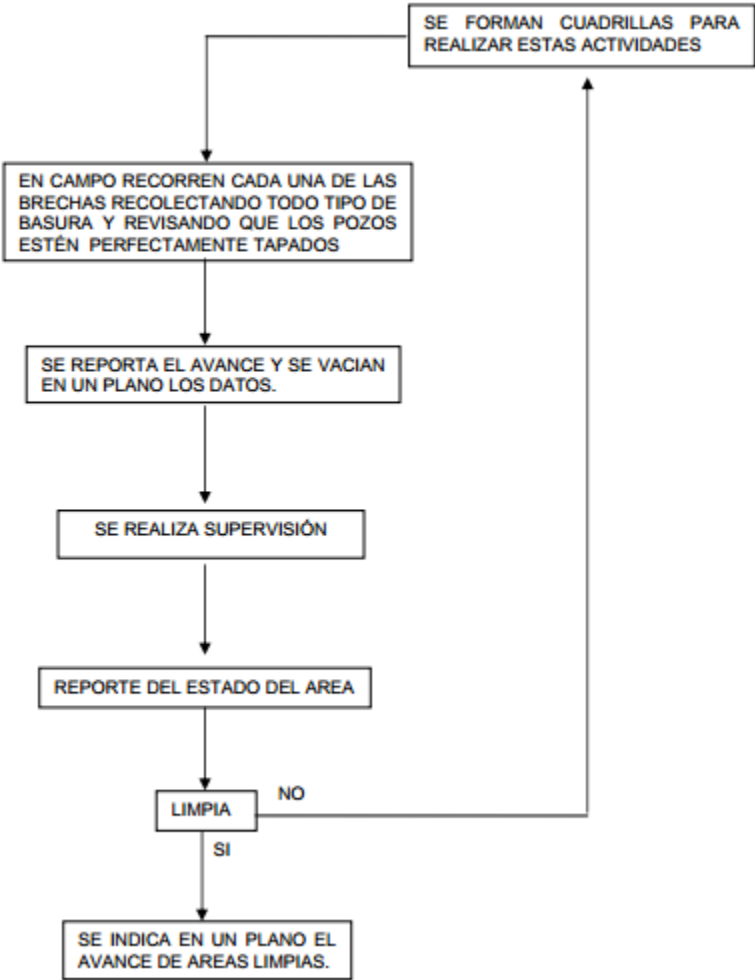 SE FORMAN CUADRILLAS PARA
REALIZAR ESTAS ACTIVIDADES
EN CAMPO RECORREN CADA UNA DE LAS
BRECHAS RECOLECTANDO TODO TIPO DE
BASURA Y REVISANDO QUE LOS POZOS
ESTÉN PERFECTAMENTE TAPADOS
SE REPORTA EL AVANCE Y SE VACIAN
EN UN PLANO LOS DATOS.
SE REALIZA SUPERVISIÓN
REPORTE DEL ESTADO DEL AREA
LIMPIA
NO
SI
SE INDICA EN UN PLANO EL
AVANCE DE AREAS LIMPIAS.